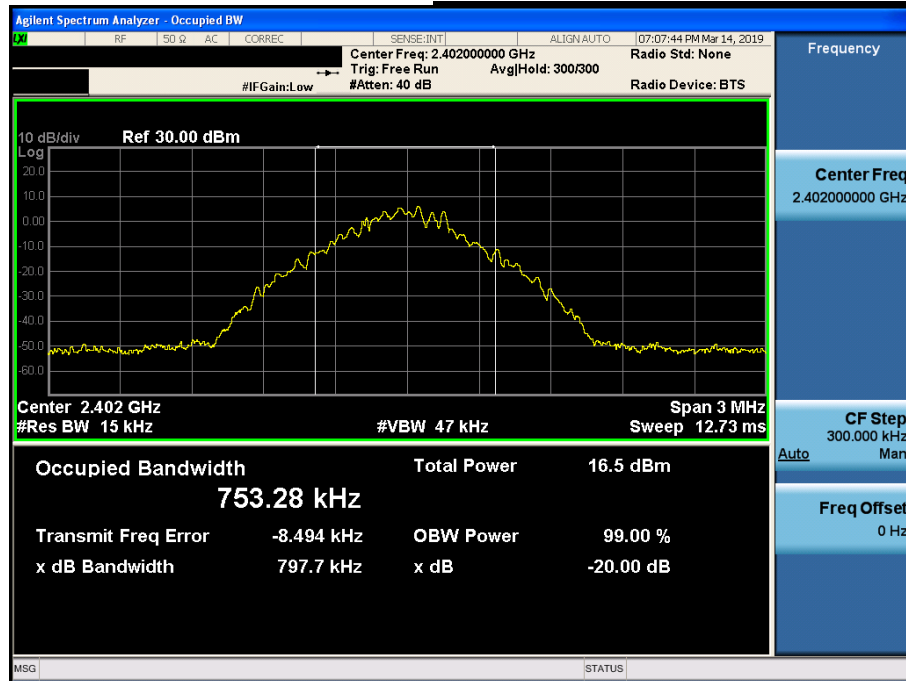 Agilent Spectrum Analyzer - Occupied BW
LXI RF 50 Ω AC CORREC SENSE:INT ALIGN AUTO 07:07:44 PM Mar 14, 2019
Center Freq: 2.402000000 GHz Radio Std: None
Trig: Free Run Avg|Hold: 300/300
#IFGain:Low #Atten: 40 dB Radio Device: BTS
10 dB/div Ref 30.00 dBm
Log
20.0
10.0
0.00
-10.0
-20.0
-30.0
-40.0
-50.0
-60.0
Center 2.402 GHz Span 3 MHz
#Res BW 15 kHz #VBW 47 kHz Sweep 12.73 ms
Occupied Bandwidth Total Power 16.5 dBm
753.28 kHz
Transmit Freq Error -8.494 kHz OBW Power 99.00 %
x dB Bandwidth 797.7 kHz x dB -20.00 dB
MSG STATUS
Frequency
Center Freq
2.402000000 GHz
CF Step
300.000 kHz
Auto Man
Freq Offset
0 Hz